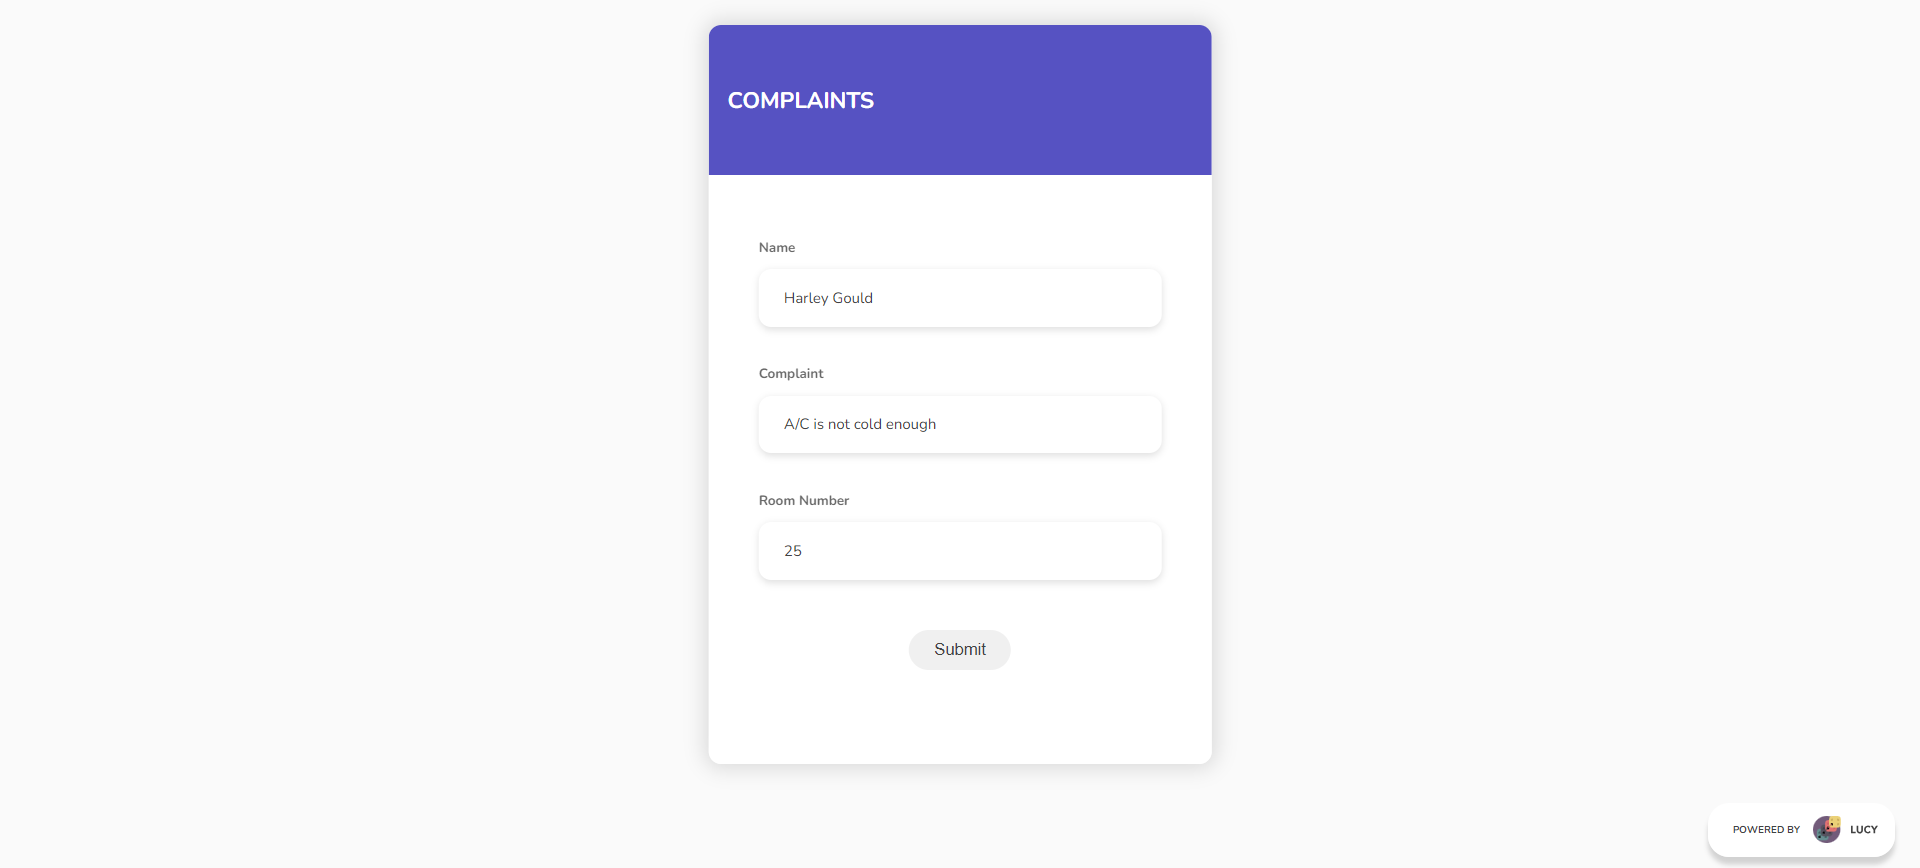 COMPLAINTS
Name
Harley Gould
Complaint
A/C is not cold enough
Room Number
25
Submit
POWERED BY LUCY